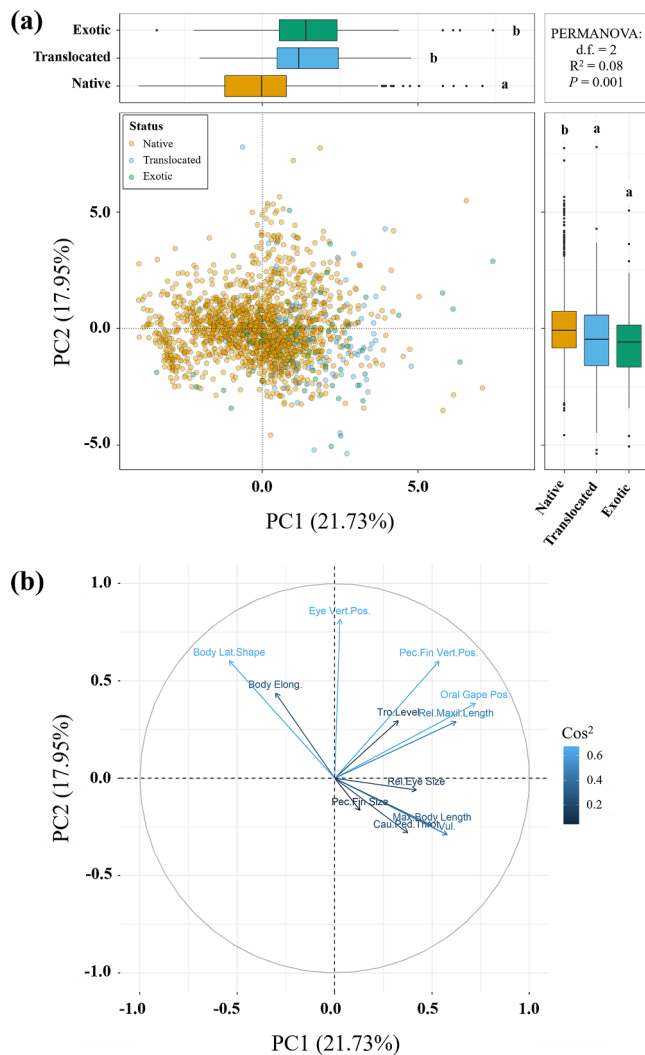 (a)
Exotic
b
Translocated
b
Native
a
PERMANOVA:
d.f. = 2
R² = 0.08
P = 0.001
Status
Native
Translocated
Exotic
b
a
a
5.0
0.0
-5.0
PC2 (17.95%)
0.0
5.0
PC1 (21.73%)
Native
Translocated
Exotic
(b)
1.0
0.5
0.0
-0.5
-1.0
PC2 (17.95%)
Eye Vert.Pos.
Body Lat.Shape
Pec.Fin Vert.Pos.
Body Elong.
Oral Gape Pos.
Tro.Level
Rel.Maxil.Length
Rel.Eye Size
Pec.Fin Size
Max.Body Length
Cau.Ped.Throt.
Vul.
Cos²
0.6
0.4
0.2
-1.0
-0.5
0.0
0.5
1.0
PC1 (21.73%)